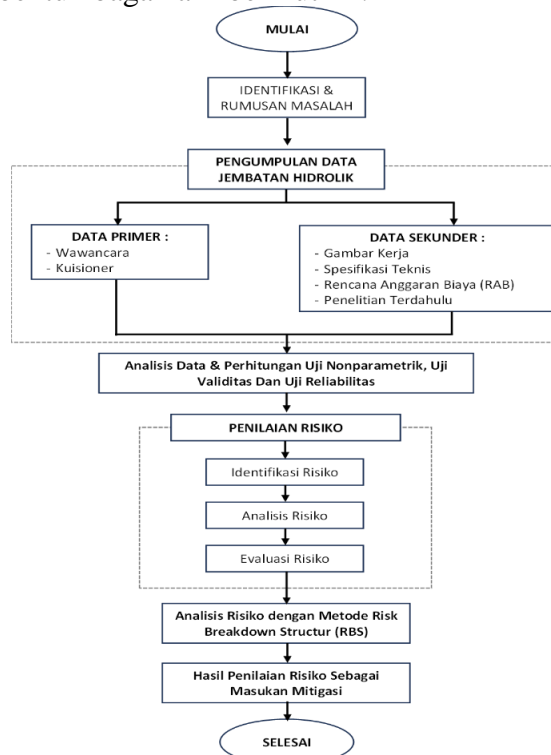 MULAI
IDENTIFIKASI &
RUMUSAN MASALAH
PENGUMPULAN DATA
JEMBATAN HIDROLIK
DATA PRIMER :
- Wawancara
- Kuisioner
DATA SEKUNDER :
- Gambar Kerja
- Spesifikasi Teknis
- Rencana Anggaran Biaya (RAB)
- Penelitian Terdahulu
Analisis Data & Perhitungan Uji Nonparametrik, Uji
Validitas Dan Uji Reliabilitas
PENILAIAN RISIKO
Identifikasi Risiko
Analisis Risiko
Evaluasi Risiko
Analisis Risiko dengan Metode Risk
Breakdown Structur (RBS)
Hasil Penilaian Risiko Sebagai
Masukan Mitigasi
SELESAI